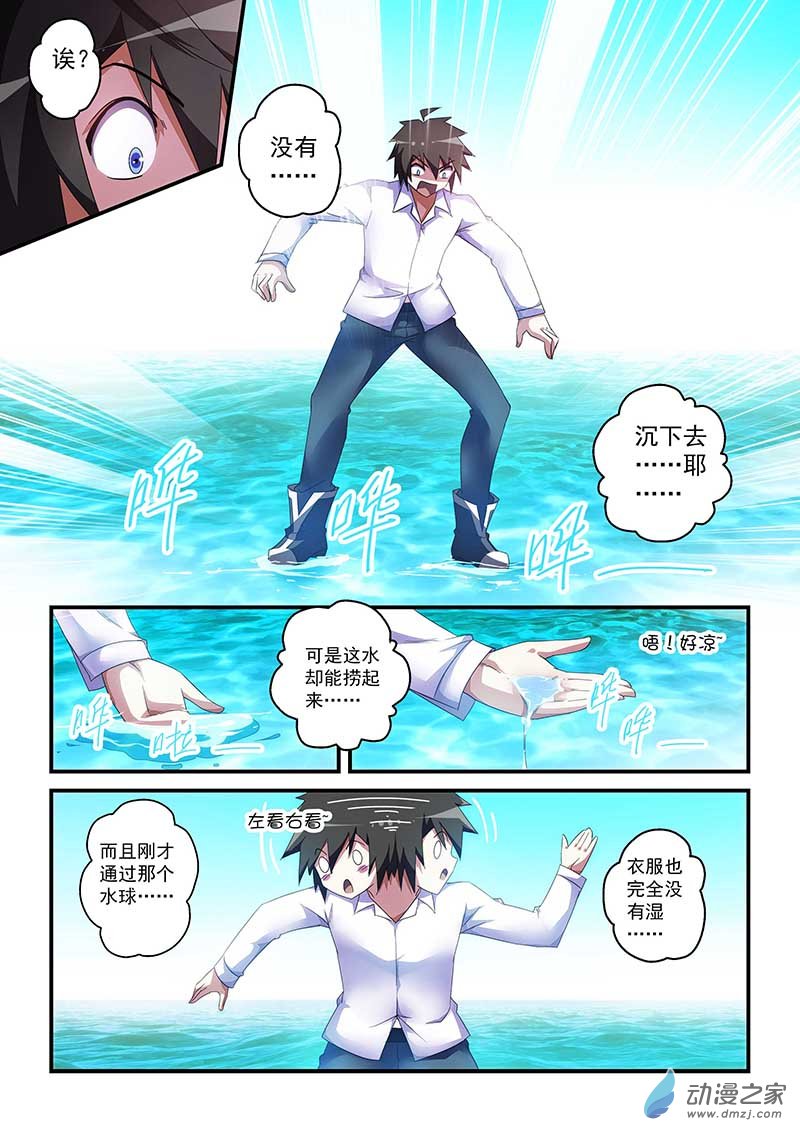 诶？
没有
……
沉下去
……耶
……
哗
哗
哗
可是这水
却能捞起
来……
哗
啦
唔！好凉~
哗
哗
左看右看~
而且刚才
通过那个
水球……
衣服也
完全没
有湿
……
动漫之家
www.dmzj.com